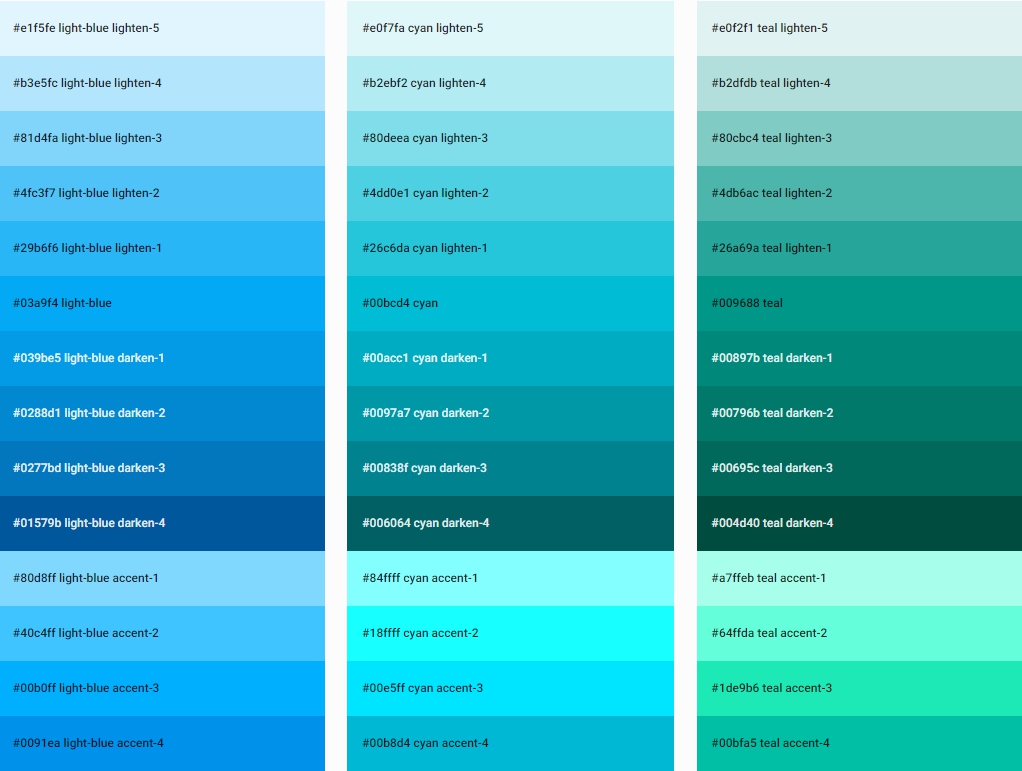 #e1f5fe light-blue lighten-5
#b3e5fc light-blue lighten-4
#81d4fa light-blue lighten-3
#4fc3f7 light-blue lighten-2
#29b6f6 light-blue lighten-1
#03a9f4 light-blue
#039be5 light-blue darken-1
#0288d1 light-blue darken-2
#0277bd light-blue darken-3
#01579b light-blue darken-4
#80d8ff light-blue accent-1
#40c4ff light-blue accent-2
#00b0ff light-blue accent-3
#0091ea light-blue accent-4
#e0f7fa cyan lighten-5
#b2ebf2 cyan lighten-4
#80deea cyan lighten-3
#4dd0e1 cyan lighten-2
#26c6da cyan lighten-1
#00bcd4 cyan
#00acc1 cyan darken-1
#0097a7 cyan darken-2
#00838f cyan darken-3
#006064 cyan darken-4
#84ffff cyan accent-1
#18ffff cyan accent-2
#00e5ff cyan accent-3
#00b8d4 cyan accent-4
#e0f2f1 teal lighten-5
#b2dfdb teal lighten-4
#80cbc4 teal lighten-3
#4db6ac teal lighten-2
#26a69a teal lighten-1
#009688 teal
#00897b teal darken-1
#00796b teal darken-2
#00695c teal darken-3
#004d40 teal darken-4
#a7ffeb teal accent-1
#64ffda teal accent-2
#1de9b6 teal accent-3
#00bfa5 teal accent-4